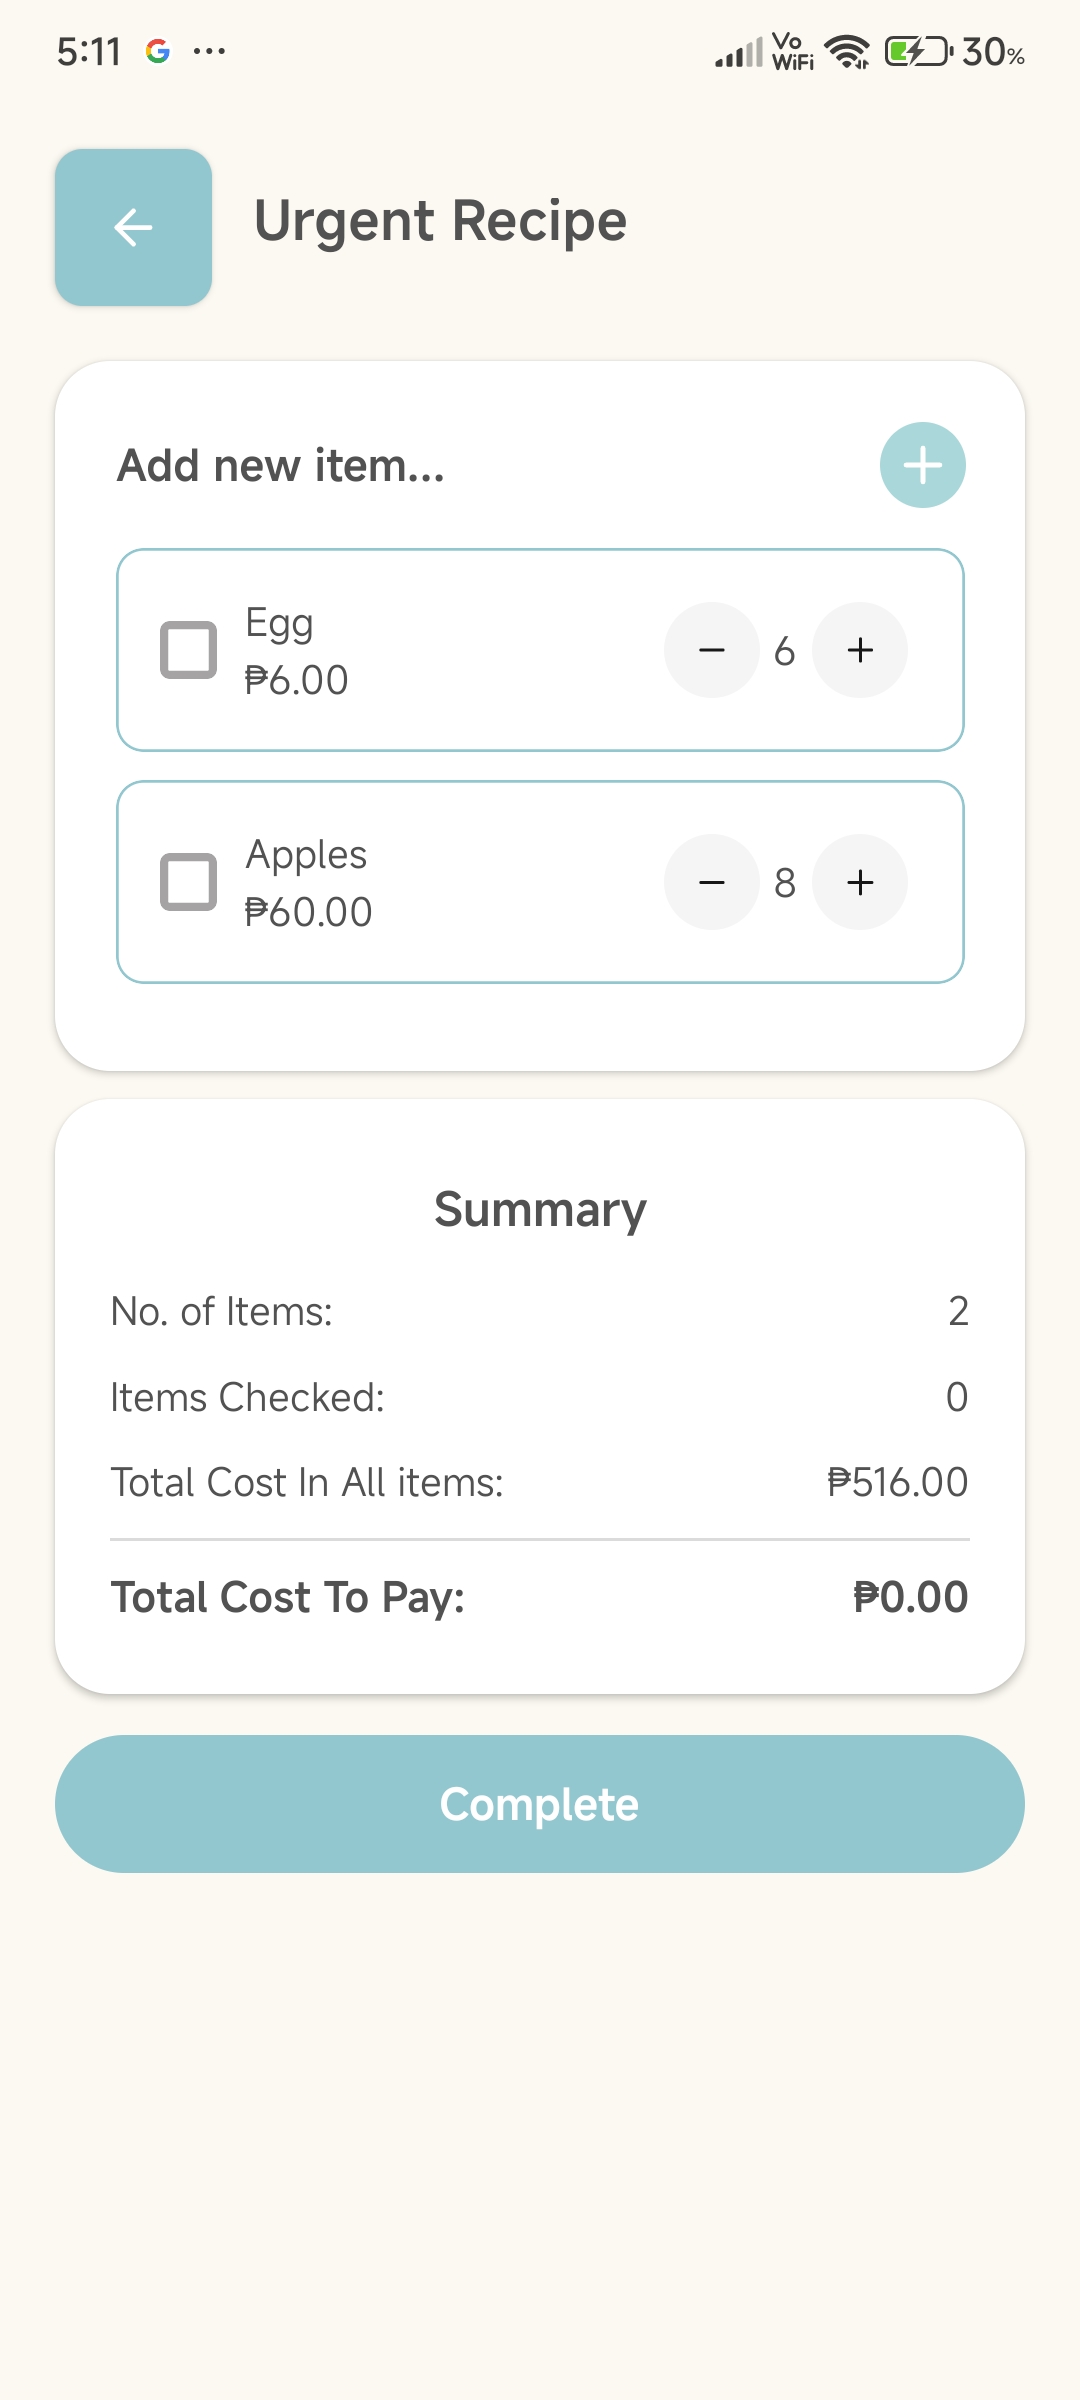 5:11 G ... Vo WiFi 30%
Urgent Recipe
Add new item...
Egg
₱6.00
6
Apples
₱60.00
8
Summary
No. of Items: 2
Items Checked: 0
Total Cost In All items: ₱516.00
Total Cost To Pay: ₱0.00
Complete